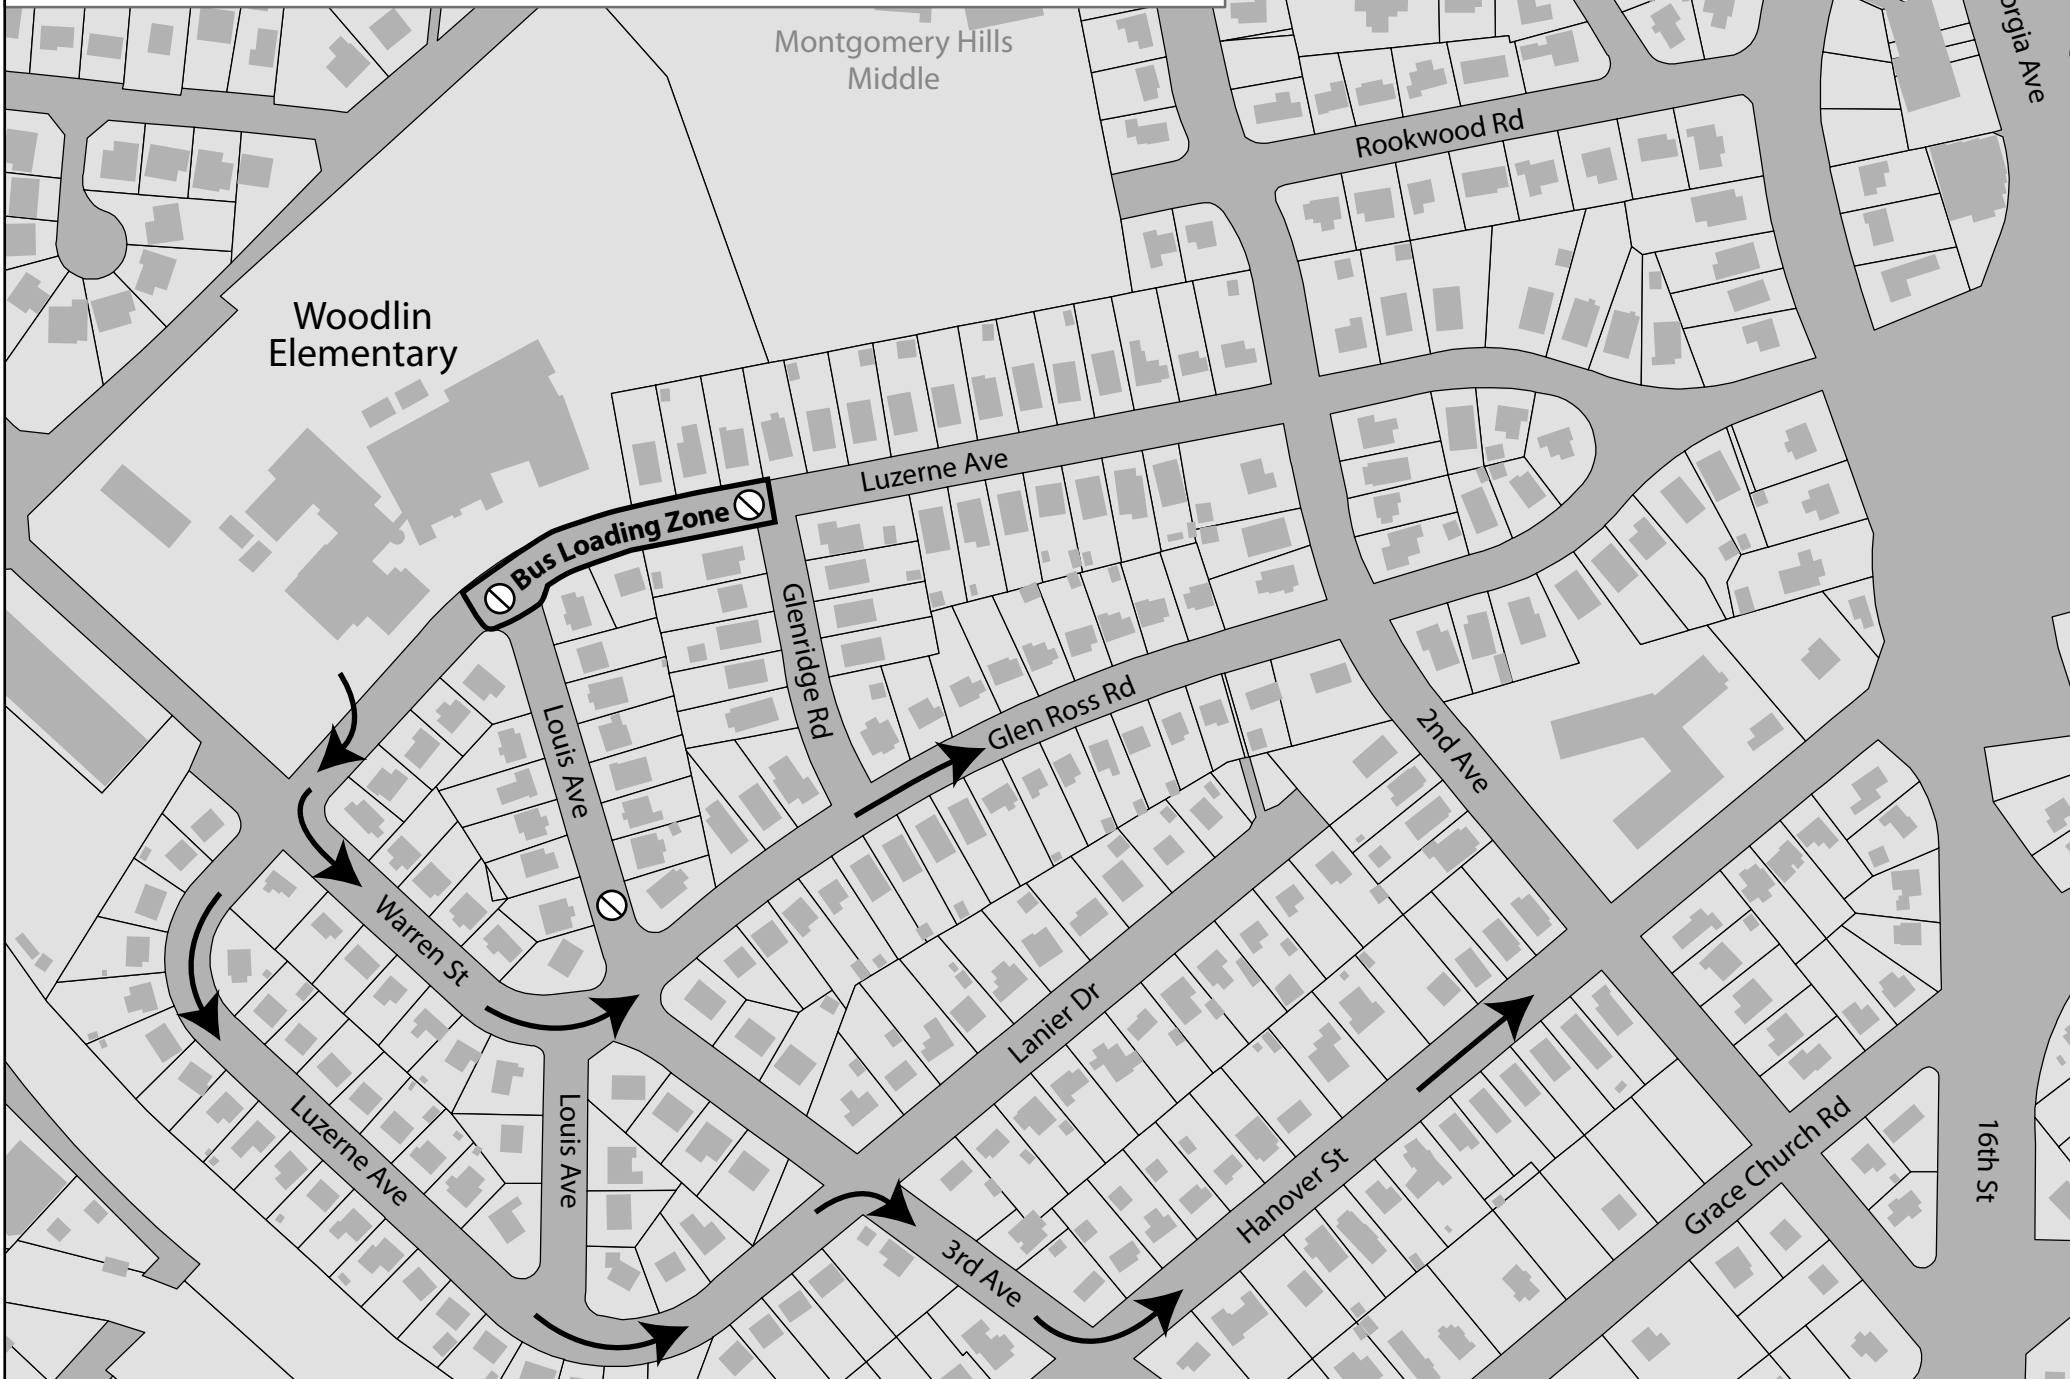 Montgomery Hills
Middle
Rookwood Rd
Woodlin
Elementary
Luzerne Ave
Bus Loading Zone
Glenridge Rd
Louis Ave
Glen Ross Rd
2nd Ave
Warren St
Lanier Dr
Luzerne Ave
Louis Ave
Hanover St
3rd Ave
Grace Church Rd
16th St